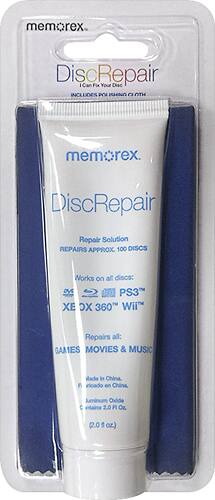 memorex™
DiscRepair
I Can Fix Your Disc
INCLUDES POLISHING CLOTH
memorex.
DiscRepair
Repair Solution
REPAIRS APPROX. 100 DISCS
Works on all discs:
DVD PS3™
XBOX 360™ Wii™
Repairs all:
GAMES, MOVIES & MUSIC
Made in China.
Fabricado en China.
Aluminum Oxide
Contains 2.0 Fl Oz.
(2.0 fl oz.)